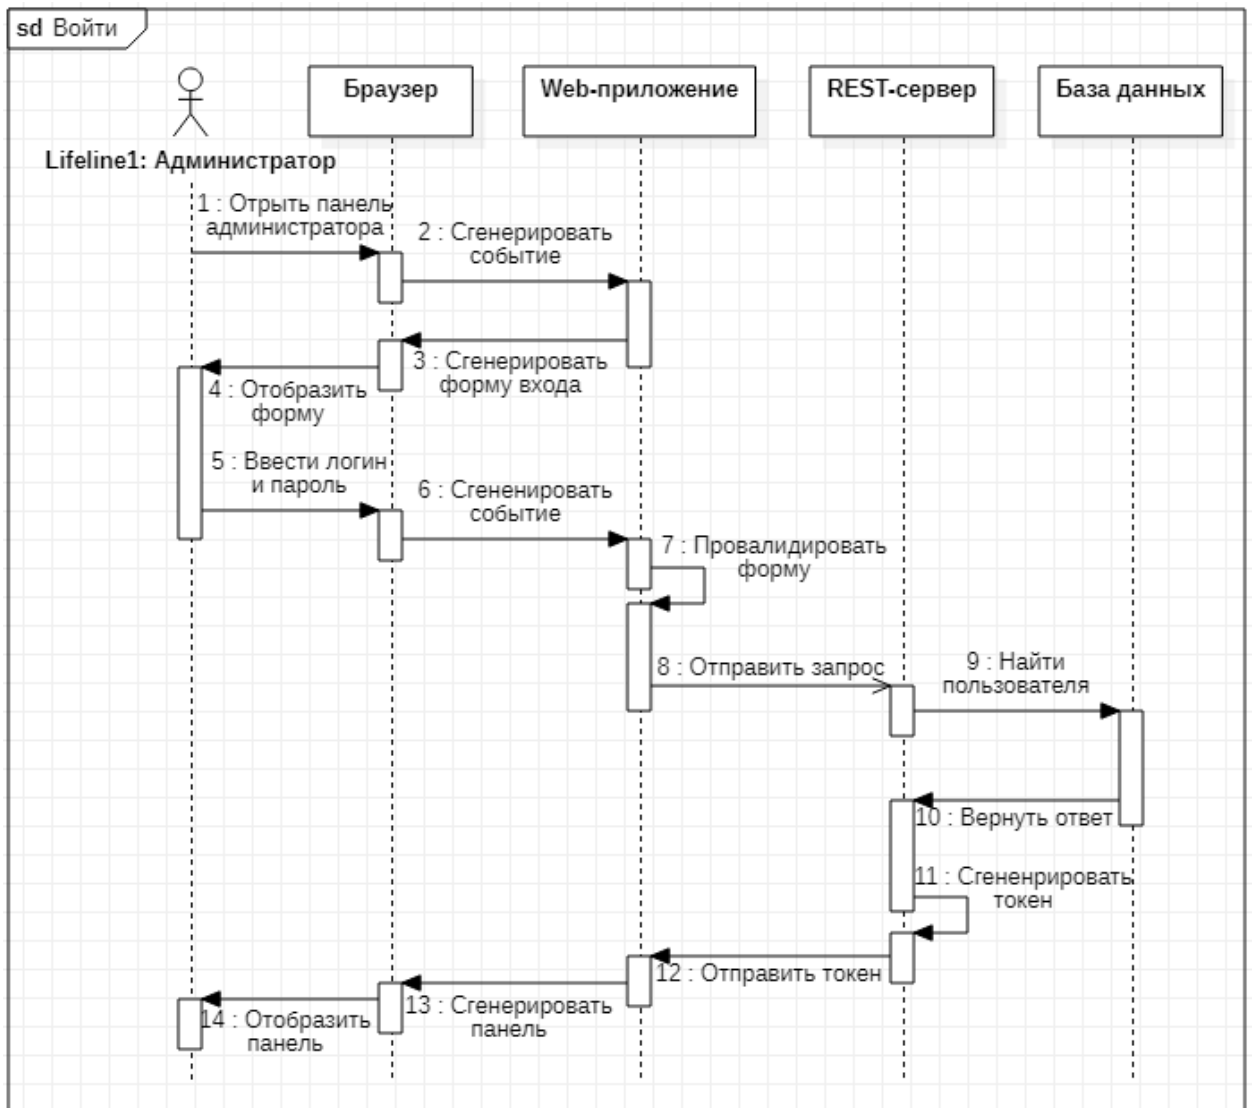 sd Войти
Браузер
Web-приложение
REST-сервер
База данных
Lifeline1: Администратор
1 : Отрыть панель
администратора
2 : Сгенерировать
событие
3 : Сгенерировать
форму входа
4 : Отобразить
форму
5 : Ввести логин
и пароль
6 : Сгененировать
событие
7 : Провалидировать
форму
8 : Отправить запрос
9 : Найти
пользователя
10 : Вернуть ответ
11 : Сгененрировать
токен
12 : Отправить токен
13 : Сгенерировать
панель
14 : Отобразить
панель